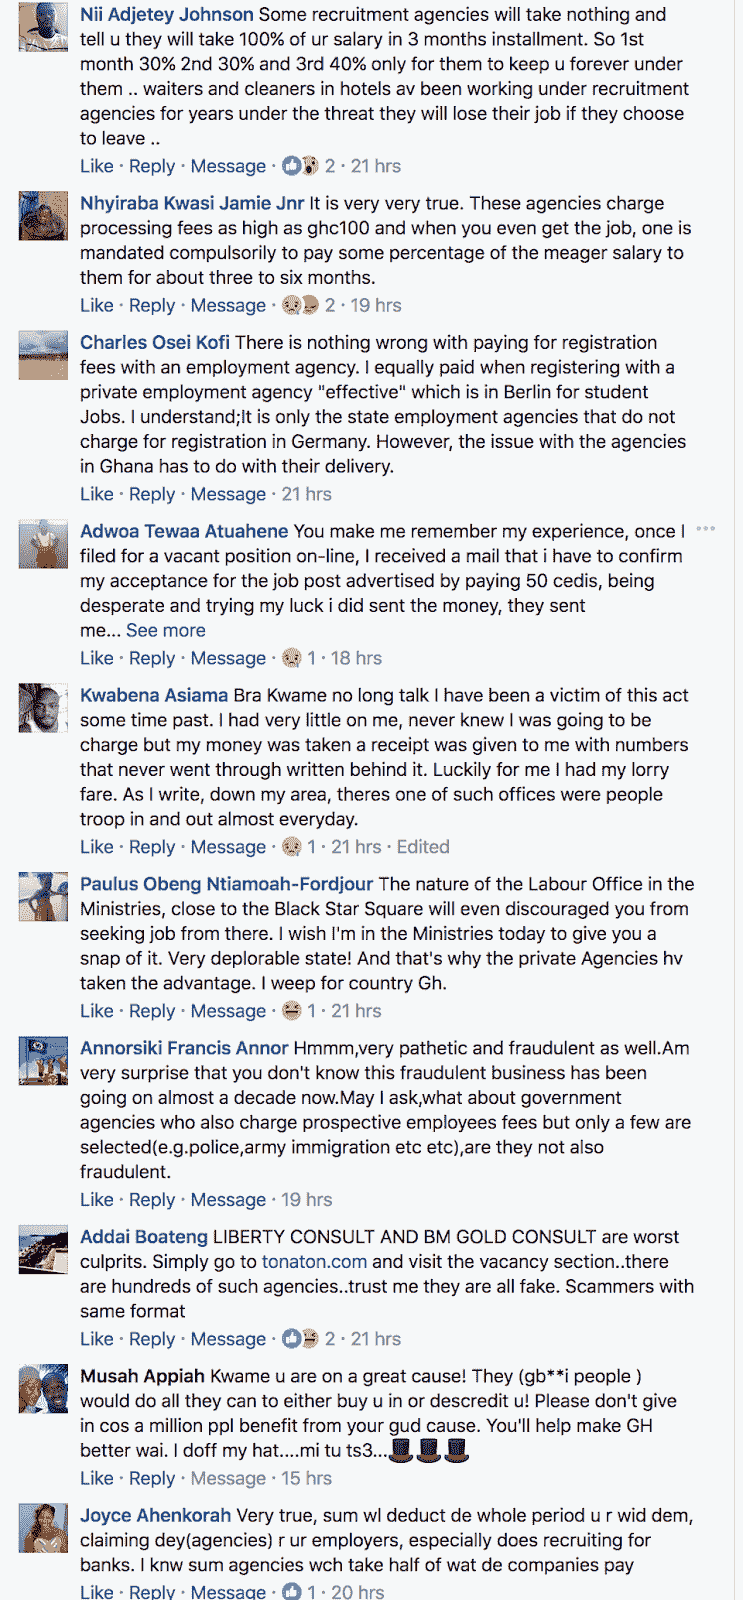 Nii Adjetey Johnson Some recruitment agencies will take nothing and
tell u they will take 100% of ur salary in 3 months installment. So 1st
month 30% 2nd 30% and 3rd 40% only for them to keep u forever under
them .. waiters and cleaners in hotels av been working under recruitment
agencies for years under the threat they will lose their job if they choose
to leave ..
Like · Reply · Message · 2 · 21 hrs
Nhyiraba Kwasi Jamie Jnr It is very very true. These agencies charge
processing fees as high as ghc100 and when you even get the job, one is
mandated compulsorily to pay some percentage of the meager salary to
them for about three to six months.
Like · Reply · Message · 2 · 19 hrs
Charles Osei Kofi There is nothing wrong with paying for registration
fees with an employment agency. I equally paid when registering with a
private employment agency "effective" which is in Berlin for student
Jobs. I understand;It is only the state employment agencies that do not
charge for registration in Germany. However, the issue with the agencies
in Ghana has to do with their delivery.
Like · Reply · Message · 21 hrs
Adwoa Tewaa Atuahene You make me remember my experience, once I
filed for a vacant position on-line, I received a mail that i have to confirm
my acceptance for the job post advertised by paying 50 cedis, being
desperate and trying my luck i did sent the money, they sent
me... See more
Like · Reply · Message · 1 · 18 hrs
Kwabena Asiama Bra Kwame no long talk I have been a victim of this act
some time past. I had very little on me, never knew I was going to be
charge but my money was taken a receipt was given to me with numbers
that never went through written behind it. Luckily for me I had my lorry
fare. As I write, down my area, theres one of such offices were people
troop in and out almost everyday.
Like · Reply · Message · 1 · 21 hrs · Edited
Paulus Obeng Ntiamoah-Fordjour The nature of the Labour Office in the
Ministries, close to the Black Star Square will even discouraged you from
seeking job from there. I wish I'm in the Ministries today to give you a
snap of it. Very deplorable state! And that's why the private Agencies hv
taken the advantage. I weep for country Gh.
Like · Reply · Message · 1 · 21 hrs
Annorsiki Francis Annor Hmmm,very pathetic and fraudulent as well.Am
very surprise that you don't know this fraudulent business has been
going on almost a decade now.May I ask,what about government
agencies who also charge prospective employees fees but only a few are
selected(e.g.police,army immigration etc etc),are they not also
fraudulent.
Like · Reply · Message · 19 hrs
Addai Boateng LIBERTY CONSULT AND BM GOLD CONSULT are worst
culprits. Simply go to tonaton.com and visit the vacancy section..there
are hundreds of such agencies..trust me they are all fake. Scammers with
same format
Like · Reply · Message · 2 · 21 hrs
Musah Appiah Kwame u are on a great cause! They (gb**i people )
would do all they can to either buy u in or descredit u! Please don't give
in cos a million ppl benefit from your gud cause. You'll help make GH
better wai. I doff my hat....mi tu ts3...
Like · Reply · Message · 15 hrs
Joyce Ahenkorah Very true, sum wl deduct de whole period u r wid dem,
claiming dey(agencies) r ur employers, especially does recruiting for
banks. I knw sum agencies wch take half of wat de companies pay
Like · Reply · Message · 1 · 20 hrs